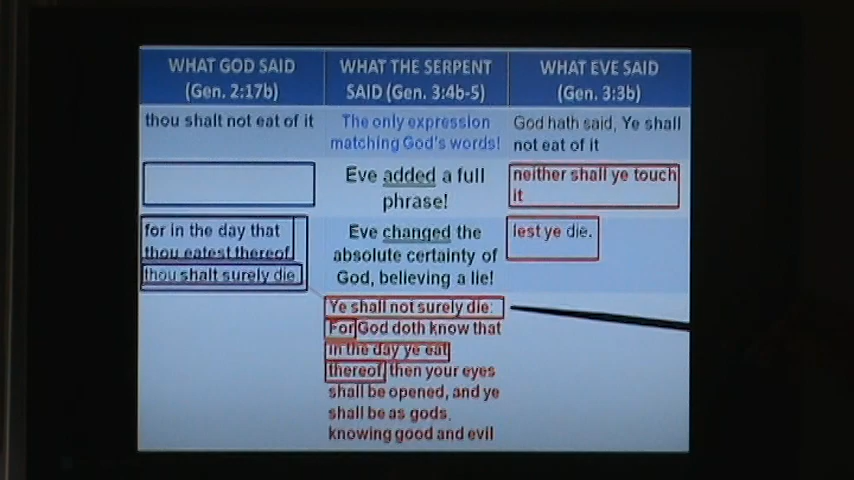 WHAT GOD SAID
(Gen. 2:17b)
WHAT THE SERPENT
SAID (Gen. 3:4b-5)
WHAT EVE SAID
(Gen. 3:3b)
thou shalt not eat of it
The only expression
matching God's words!
God hath said, Ye shall
not eat of it
Eve added a full
phrase!
neither shall ye touch
it
for in the day that
thou eatest thereof
thou shalt surely die.
Eve changed the
absolute certainty of
God, believing a lie!
lest ye die.
Ye shall not surely die:
For God doth know that
in the day ye eat
thereof, then your eyes
shall be opened, and ye
shall be as gods,
knowing good and evil